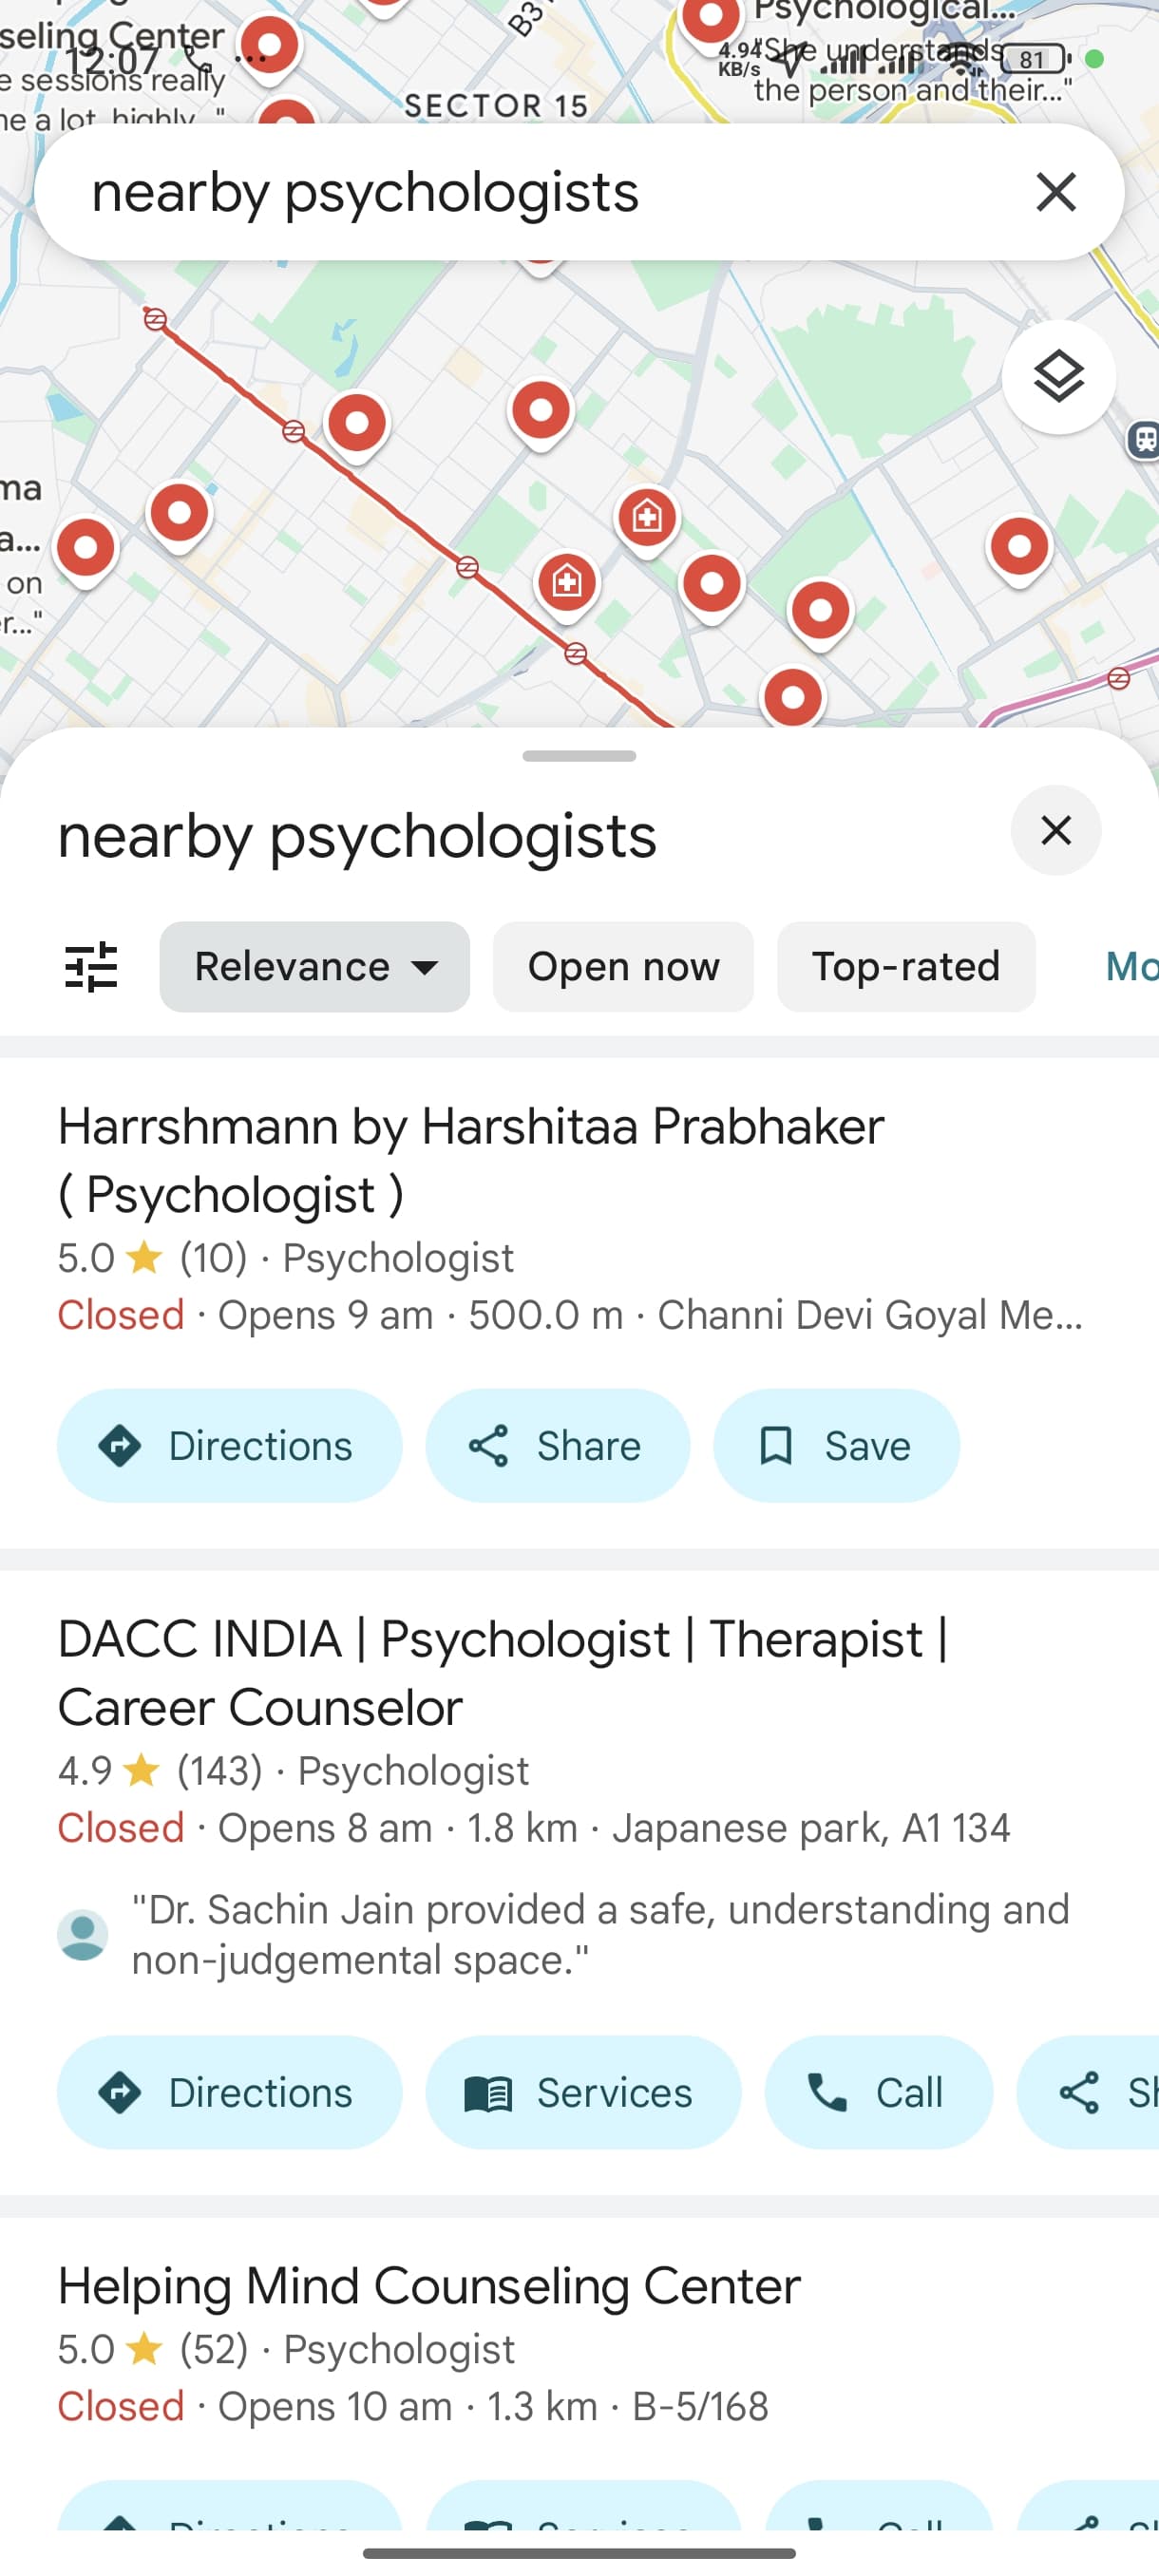 Psychological...
seling Center
12:07
4.94 KB/s
"She understands
81
e sessions really
the person and their..."
me a lot, highly..."
B3
SECTOR 15
nearby psychologists
ma
a...
on
r..."
nearby psychologists
Relevance
Open now
Top-rated
Mo
Harrshmann by Harshitaa Prabhaker
( Psychologist )
5.0 ★ (10) · Psychologist
Closed · Opens 9 am · 500.0 m · Channi Devi Goyal Me...
Directions
Share
Save
DACC INDIA | Psychologist | Therapist |
Career Counselor
4.9 ★ (143) · Psychologist
Closed · Opens 8 am · 1.8 km · Japanese park, A1 134
"Dr. Sachin Jain provided a safe, understanding and
non-judgemental space."
Directions
Services
Call
Sh
Helping Mind Counseling Center
5.0 ★ (52) · Psychologist
Closed · Opens 10 am · 1.3 km · B-5/168
Directions
Services
Call